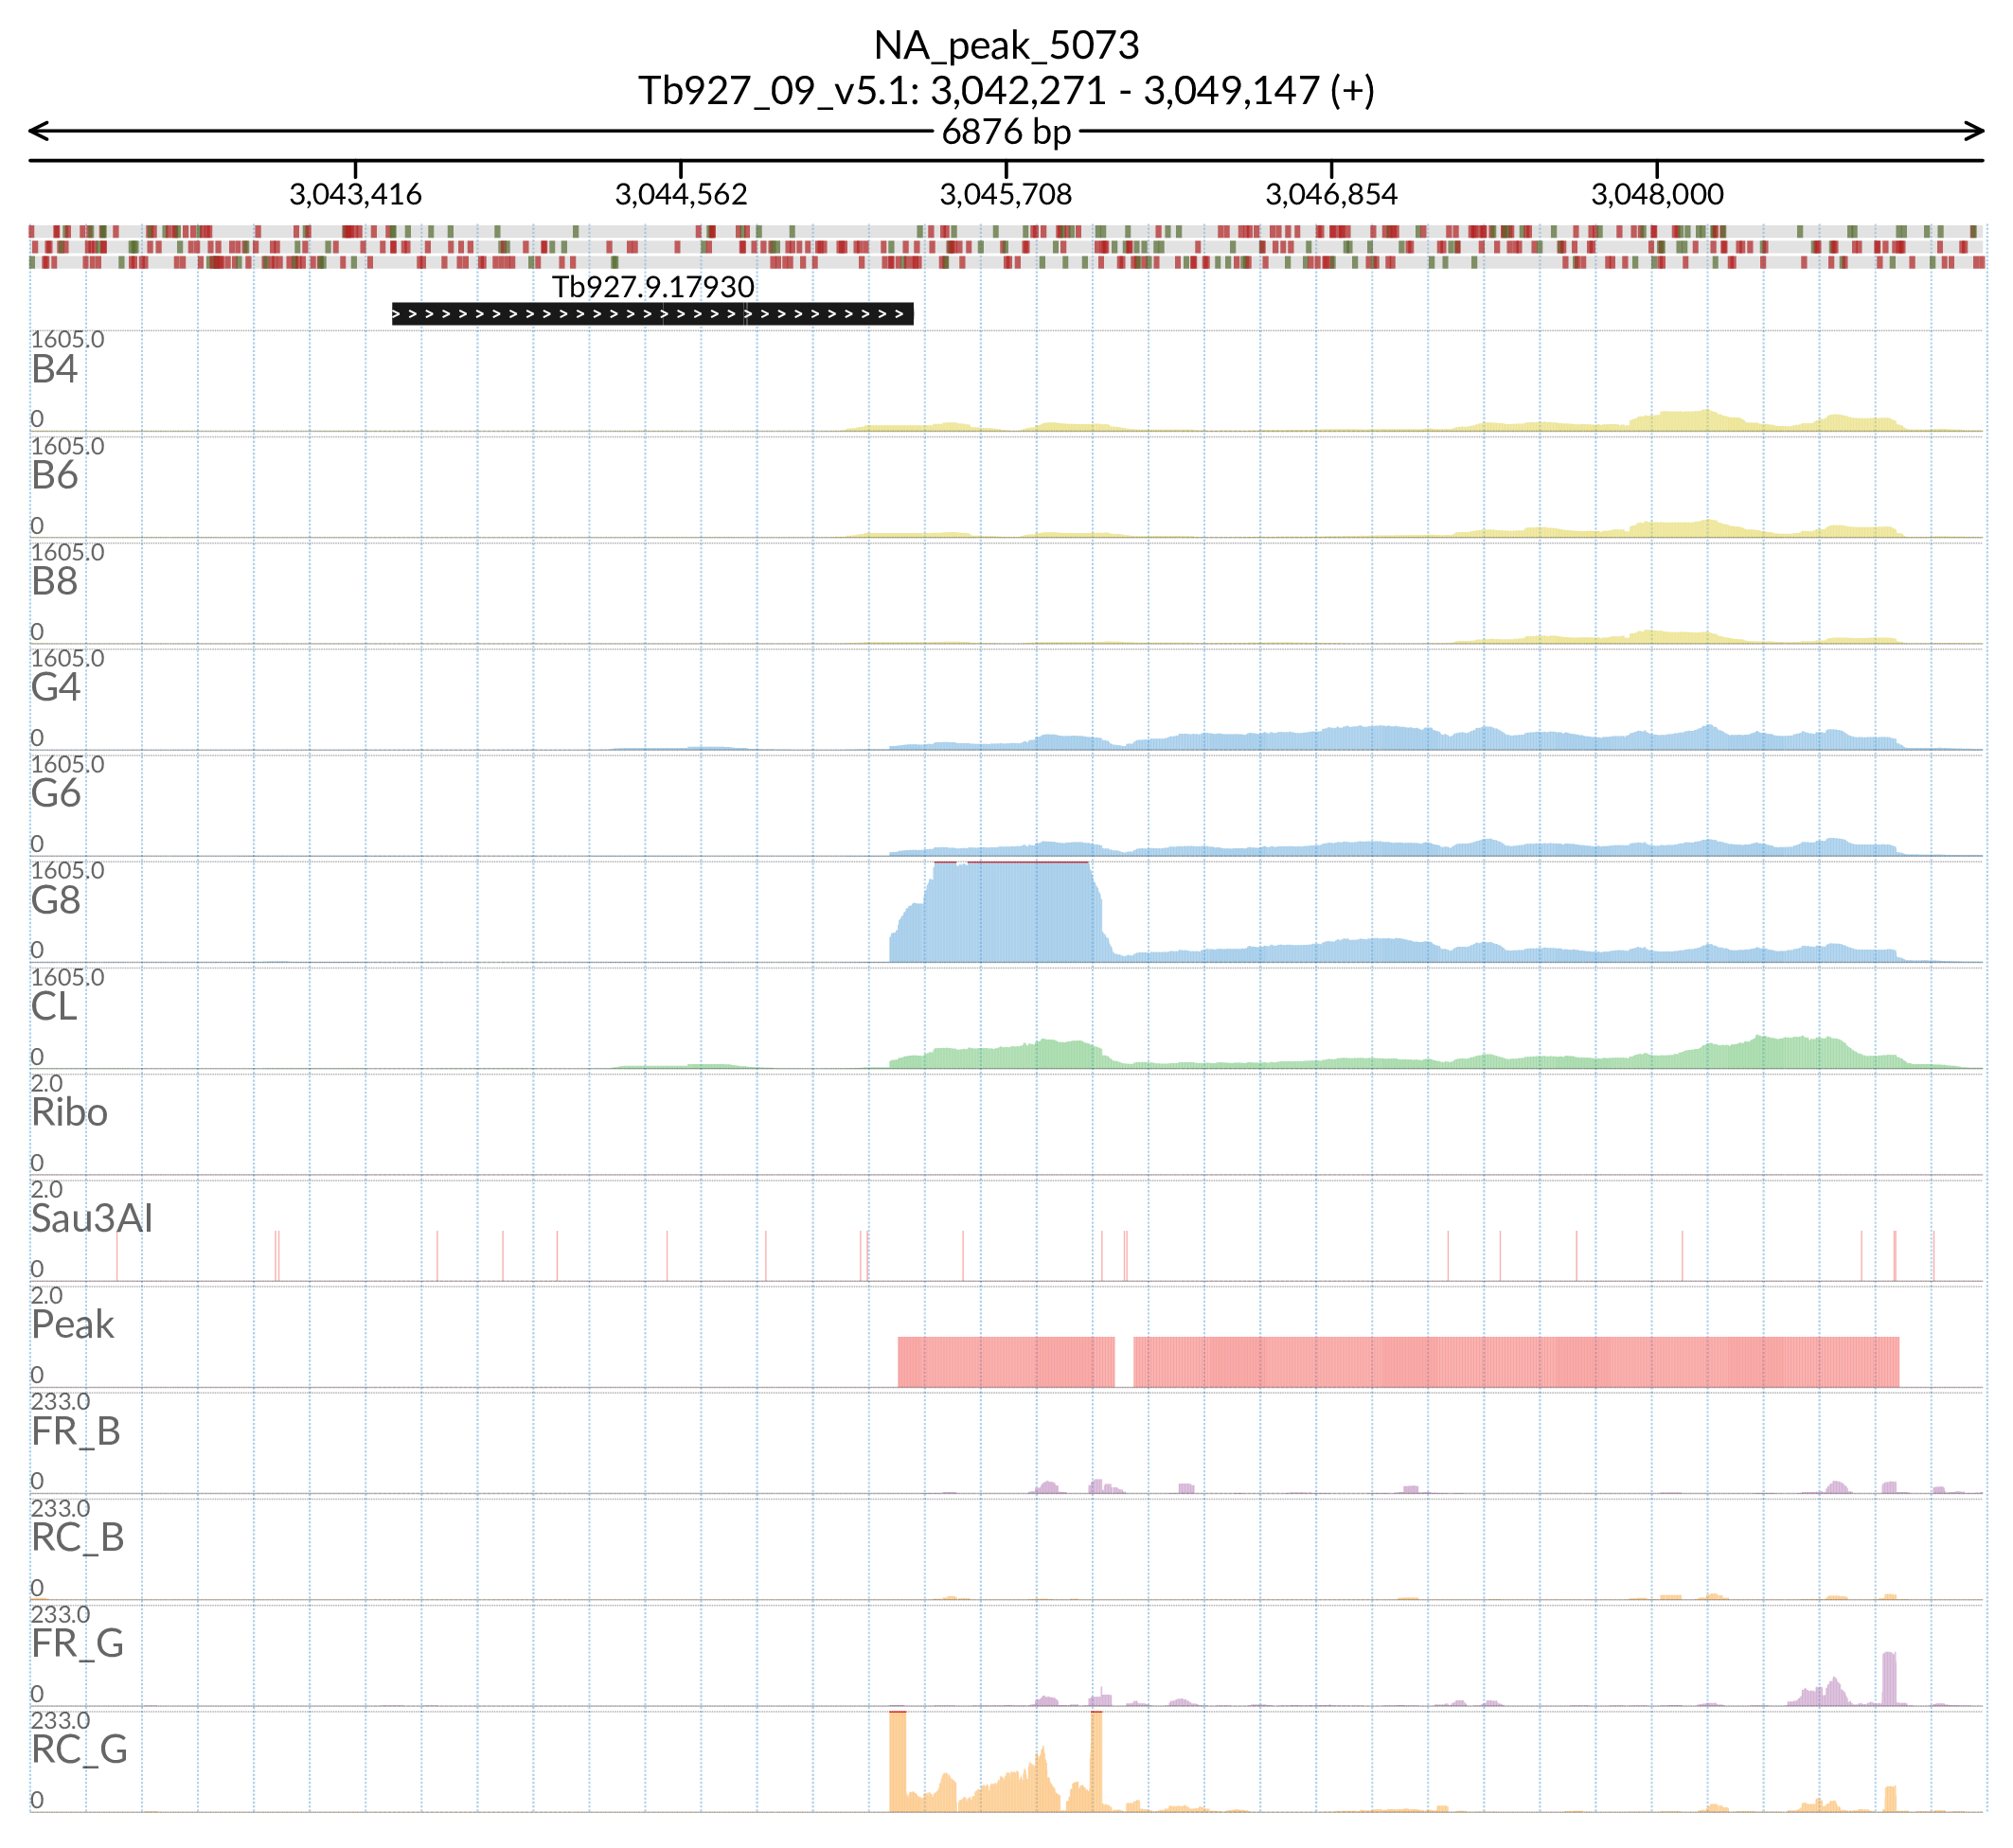 NA_peak_5073
Tb927_09_v5.1: 3,042,271 - 3,049,147 (+)
6876 bp
3,043,416 3,044,562 3,045,708 3,046,854 3,048,000
Tb927.9.17930
1605.0
B4
0
1605.0
B6
0
1605.0
B8
0
1605.0
G4
0
1605.0
G6
0
1605.0
G8
0
1605.0
CL
0
2.0
Ribo
0
2.0
Sau3AI
0
2.0
Peak
0
233.0
FR_B
0
233.0
RC_B
0
233.0
FR_G
0
233.0
RC_G
0